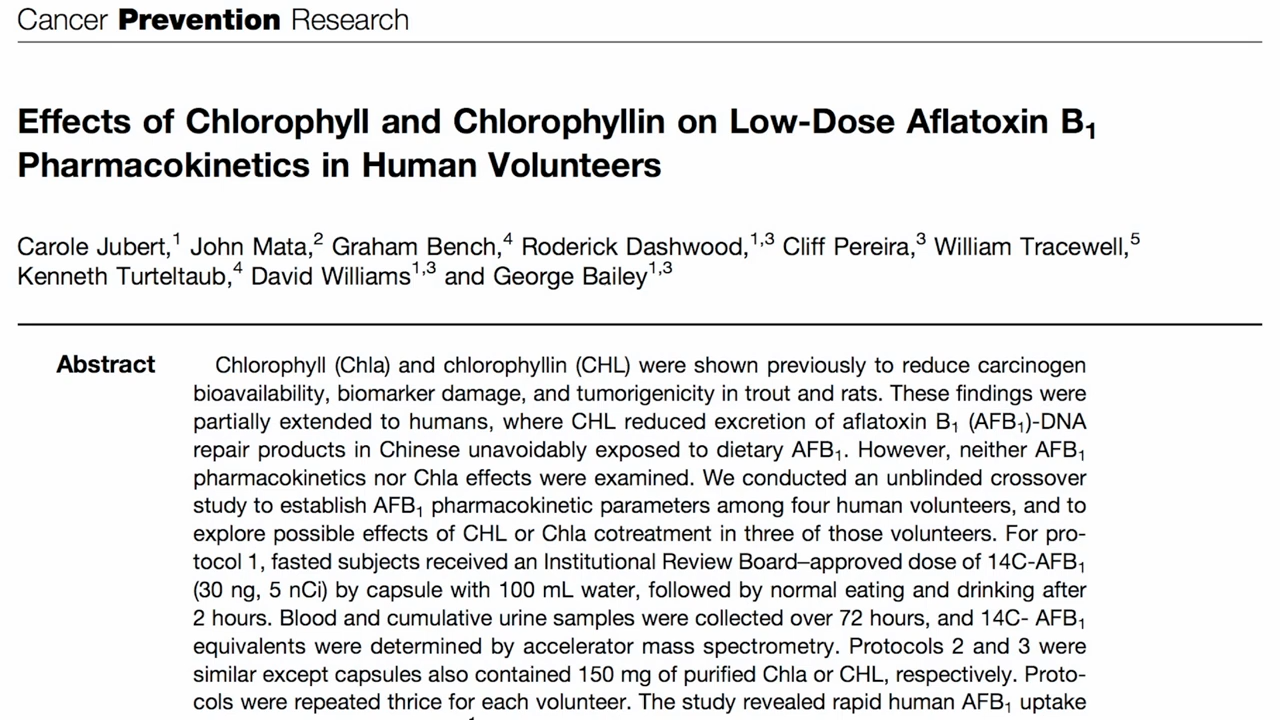 Cancer Prevention Research
Effects of Chlorophyll and Chlorophyllin on Low-Dose Aflatoxin B₁
Pharmacokinetics in Human Volunteers
Carole Jubert,¹ John Mata,² Graham Bench,⁴ Roderick Dashwood,¹,³ Cliff Pereira,³ William Tracewell,⁵
Kenneth Turteltaub,⁴ David Williams¹,³ and George Bailey¹,³
Abstract Chlorophyll (Chla) and chlorophyllin (CHL) were shown previously to reduce carcinogen
bioavailability, biomarker damage, and tumorigenicity in trout and rats. These findings were
partially extended to humans, where CHL reduced excretion of aflatoxin B₁ (AFB₁)-DNA
repair products in Chinese unavoidably exposed to dietary AFB₁. However, neither AFB₁
pharmacokinetics nor Chla effects were examined. We conducted an unblinded crossover
study to establish AFB₁ pharmacokinetic parameters among four human volunteers, and to
explore possible effects of CHL or Chla cotreatment in three of those volunteers. For pro-
tocol 1, fasted subjects received an Institutional Review Board–approved dose of 14C-AFB₁
(30 ng, 5 nCi) by capsule with 100 mL water, followed by normal eating and drinking after
2 hours. Blood and cumulative urine samples were collected over 72 hours, and 14C- AFB₁
equivalents were determined by accelerator mass spectrometry. Protocols 2 and 3 were
similar except capsules also contained 150 mg of purified Chla or CHL, respectively. Proto-
cols were repeated thrice for each volunteer. The study revealed rapid human AFB₁ uptake